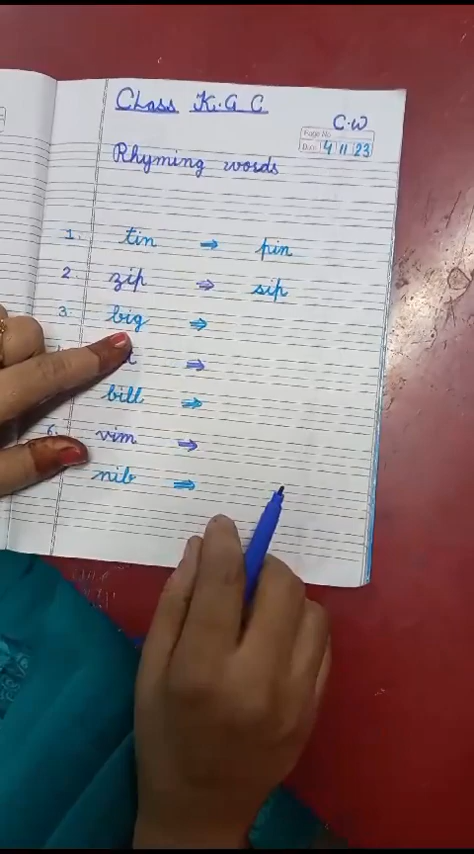 Class K.G C
C.W
Page No
Date 4 11 23
Rhyming words
1. tin ⇒ pin
2. zip ⇒ sip
3. big ⇒
⇒
bill ⇒
6. vim ⇒
nib ⇒